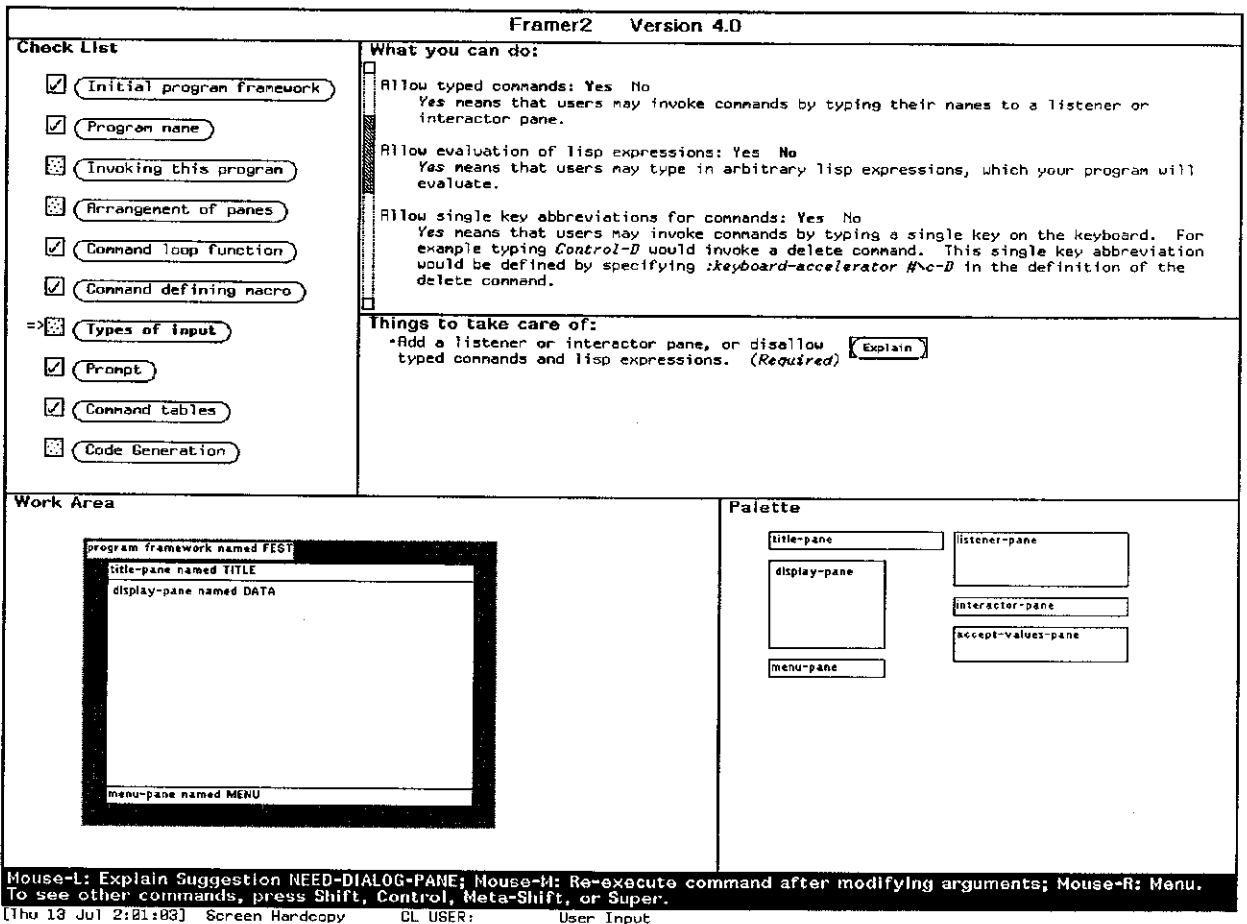 Framer2 Version 4.0
Check List
Initial program framework
Program name
Invoking this program
Arrangement of panes
Command loop function
Command defining macro
=> Types of input
Prompt
Command tables
Code Generation
What you can do:
Allow typed commands: Yes No
Yes means that users may invoke commands by typing their names to a listener or
interactor pane.
Allow evaluation of lisp expressions: Yes No
Yes means that users may type in arbitrary lisp expressions, which your program will
evaluate.
Allow single key abbreviations for commands: Yes No
Yes means that users may invoke commands by typing a single key on the keyboard. For
example typing Control-D would invoke a delete command. This single key abbreviation
would be defined by specifying :keyboard-accelerator #\c-D in the definition of the
delete command.
Things to take care of:
•Add a listener or interactor pane, or disallow
typed commands and lisp expressions. (Required)
Explain
Work Area
program framework named FEST
title-pane named TITLE
display-pane named DATA
menu-pane named MENU
Palette
title-pane
listener-pane
display-pane
interactor-pane
accept-values-pane
menu-pane
Mouse-L: Explain Suggestion NEED-DIALOG-PANE; Mouse-M: Re-execute command after modifying arguments; Mouse-R: Menu.
To see other commands, press Shift, Control, Meta-Shift, or Super.
[Thu 13 Jul 2:01:03] Screen Hardcopy CL USER: User Input